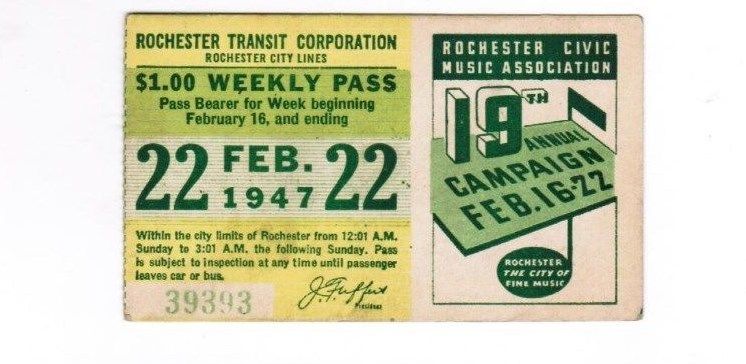 ROCHESTER TRANSIT CORPORATION
ROCHESTER CITY LINES
$1.00 WEEKLY PASS
Pass Bearer for Week beginning
February 16, and ending
22 FEB. 1947 22
Within the city limits of Rochester from 12:01 A.M.
Sunday to 3:01 A.M. the following Sunday. Pass
is subject to inspection at any time until passenger
leaves car or bus.
39393
President
ROCHESTER CIVIC
MUSIC ASSOCIATION
19TH
ANNUAL
CAMPAIGN
FEB. 16-22
ROCHESTER
THE CITY OF
FINE MUSIC